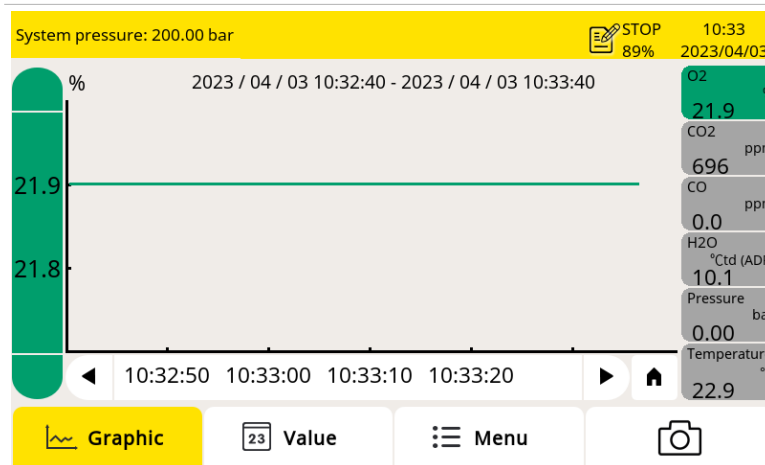 System pressure: 200.00 bar
STOP
89%
10:33
2023/04/03
%
2023 / 04 / 03 10:32:40 - 2023 / 04 / 03 10:33:40
21.9
21.8
10:32:50 10:33:00 10:33:10 10:33:20
O2
21.9
CO2
696
CO
0.0
H2O
°Ctd
10.1
Pressure
0.00
22.9
Graphic
23
Value
Menu